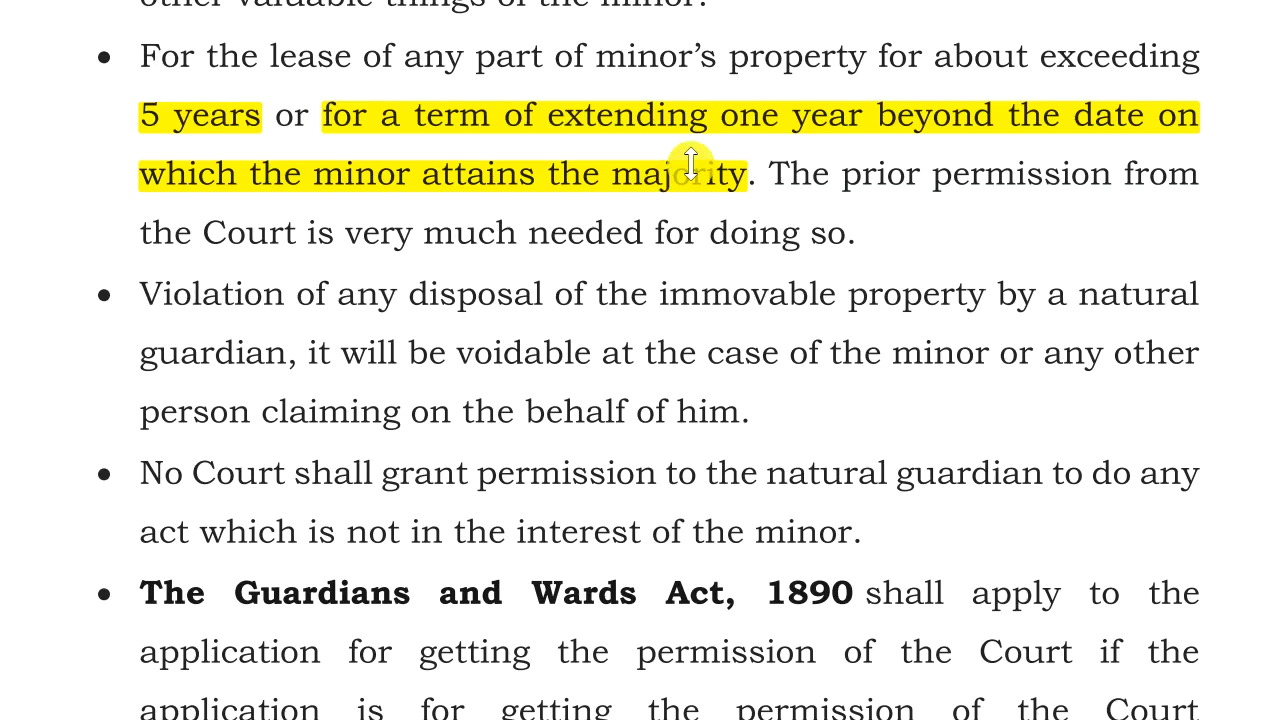 other valuable things of the minor.
• For the lease of any part of minor’s property for about exceeding
5 years or for a term of extending one year beyond the date on
which the minor attains the majority. The prior permission from
the Court is very much needed for doing so.
• Violation of any disposal of the immovable property by a natural
guardian, it will be voidable at the case of the minor or any other
person claiming on the behalf of him.
• No Court shall grant permission to the natural guardian to do any
act which is not in the interest of the minor.
• The Guardians and Wards Act, 1890 shall apply to the
application for getting the permission of the Court if the
application is for getting the permission of the Court